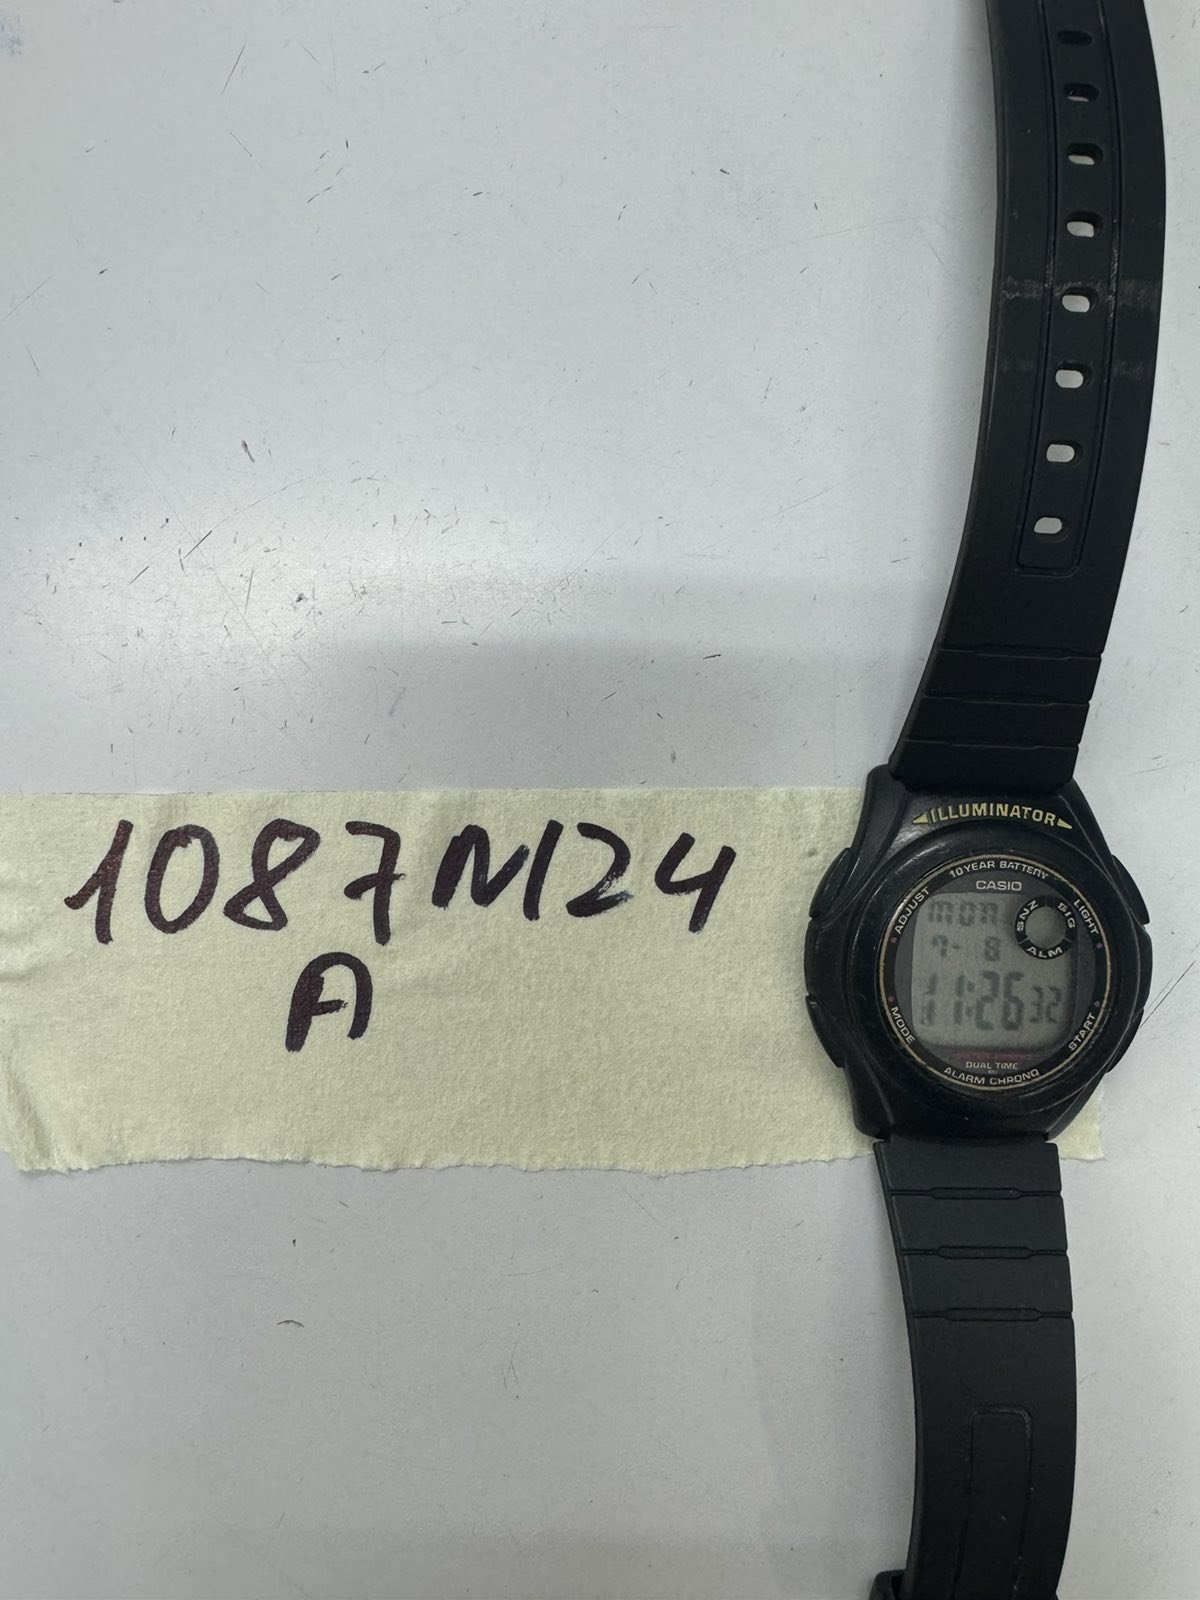 1087M24
A
ILLUMINATOR
10 YEAR BATTERY
CASIO
ADJUST
LIGHT
SNZ SIG
ALM
MON
7- 8
11:26 32
MODE
START
DUAL TIME
ALARM CHRONO